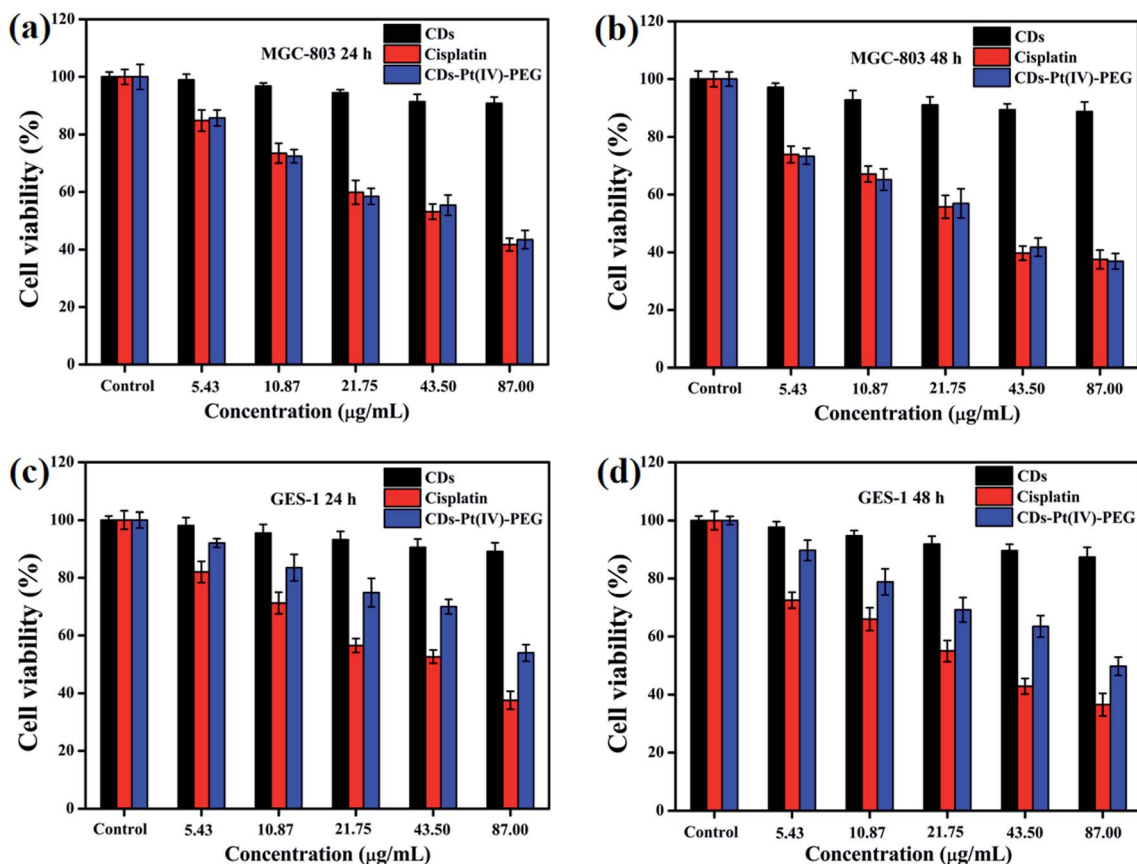 (a)
MGC-803 24 h
CDs
Cisplatin
CDs-Pt(IV)-PEG
Cell viability (%)
120
100
80
60
40
20
0
Control 5.43 10.87 21.75 43.50 87.00
Concentration (μg/mL)
(b)
MGC-803 48 h
CDs
Cisplatin
CDs-Pt(IV)-PEG
Cell viability (%)
120
100
80
60
40
20
0
Control 5.43 10.87 21.75 43.50 87.00
Concentration (μg/mL)
(c)
GES-1 24 h
CDs
Cisplatin
CDs-Pt(IV)-PEG
Cell viability (%)
120
100
80
60
40
20
0
Control 5.43 10.87 21.75 43.50 87.00
Concentration (μg/mL)
(d)
GES-1 48 h
CDs
Cisplatin
CDs-Pt(IV)-PEG
Cell viability (%)
120
100
80
60
40
20
0
Control 5.43 10.87 21.75 43.50 87.00
Concentration (μg/mL)